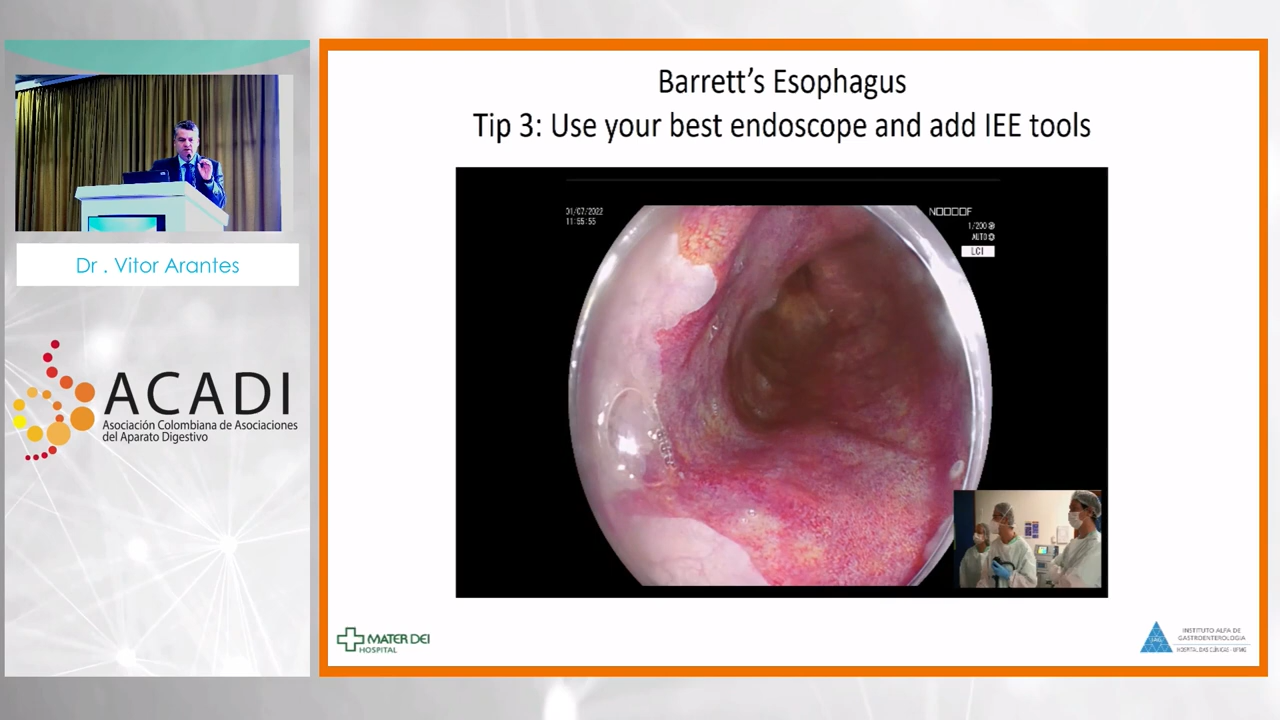 Barrett's Esophagus
Tip 3: Use your best endoscope and add IEE tools
Dr . Vitor Arantes
ACADI
Asociación Colombiana de Asociaciones
del Aparato Digestivo
01/07/2022
11:55:55
1/200
AUTO
LCI
MATER DEI
HOSPITAL
INSTITUTO ALFA DE
GASTROENTEROLOGIA
HOSPITAL DAS CLÍNICAS - UFMG